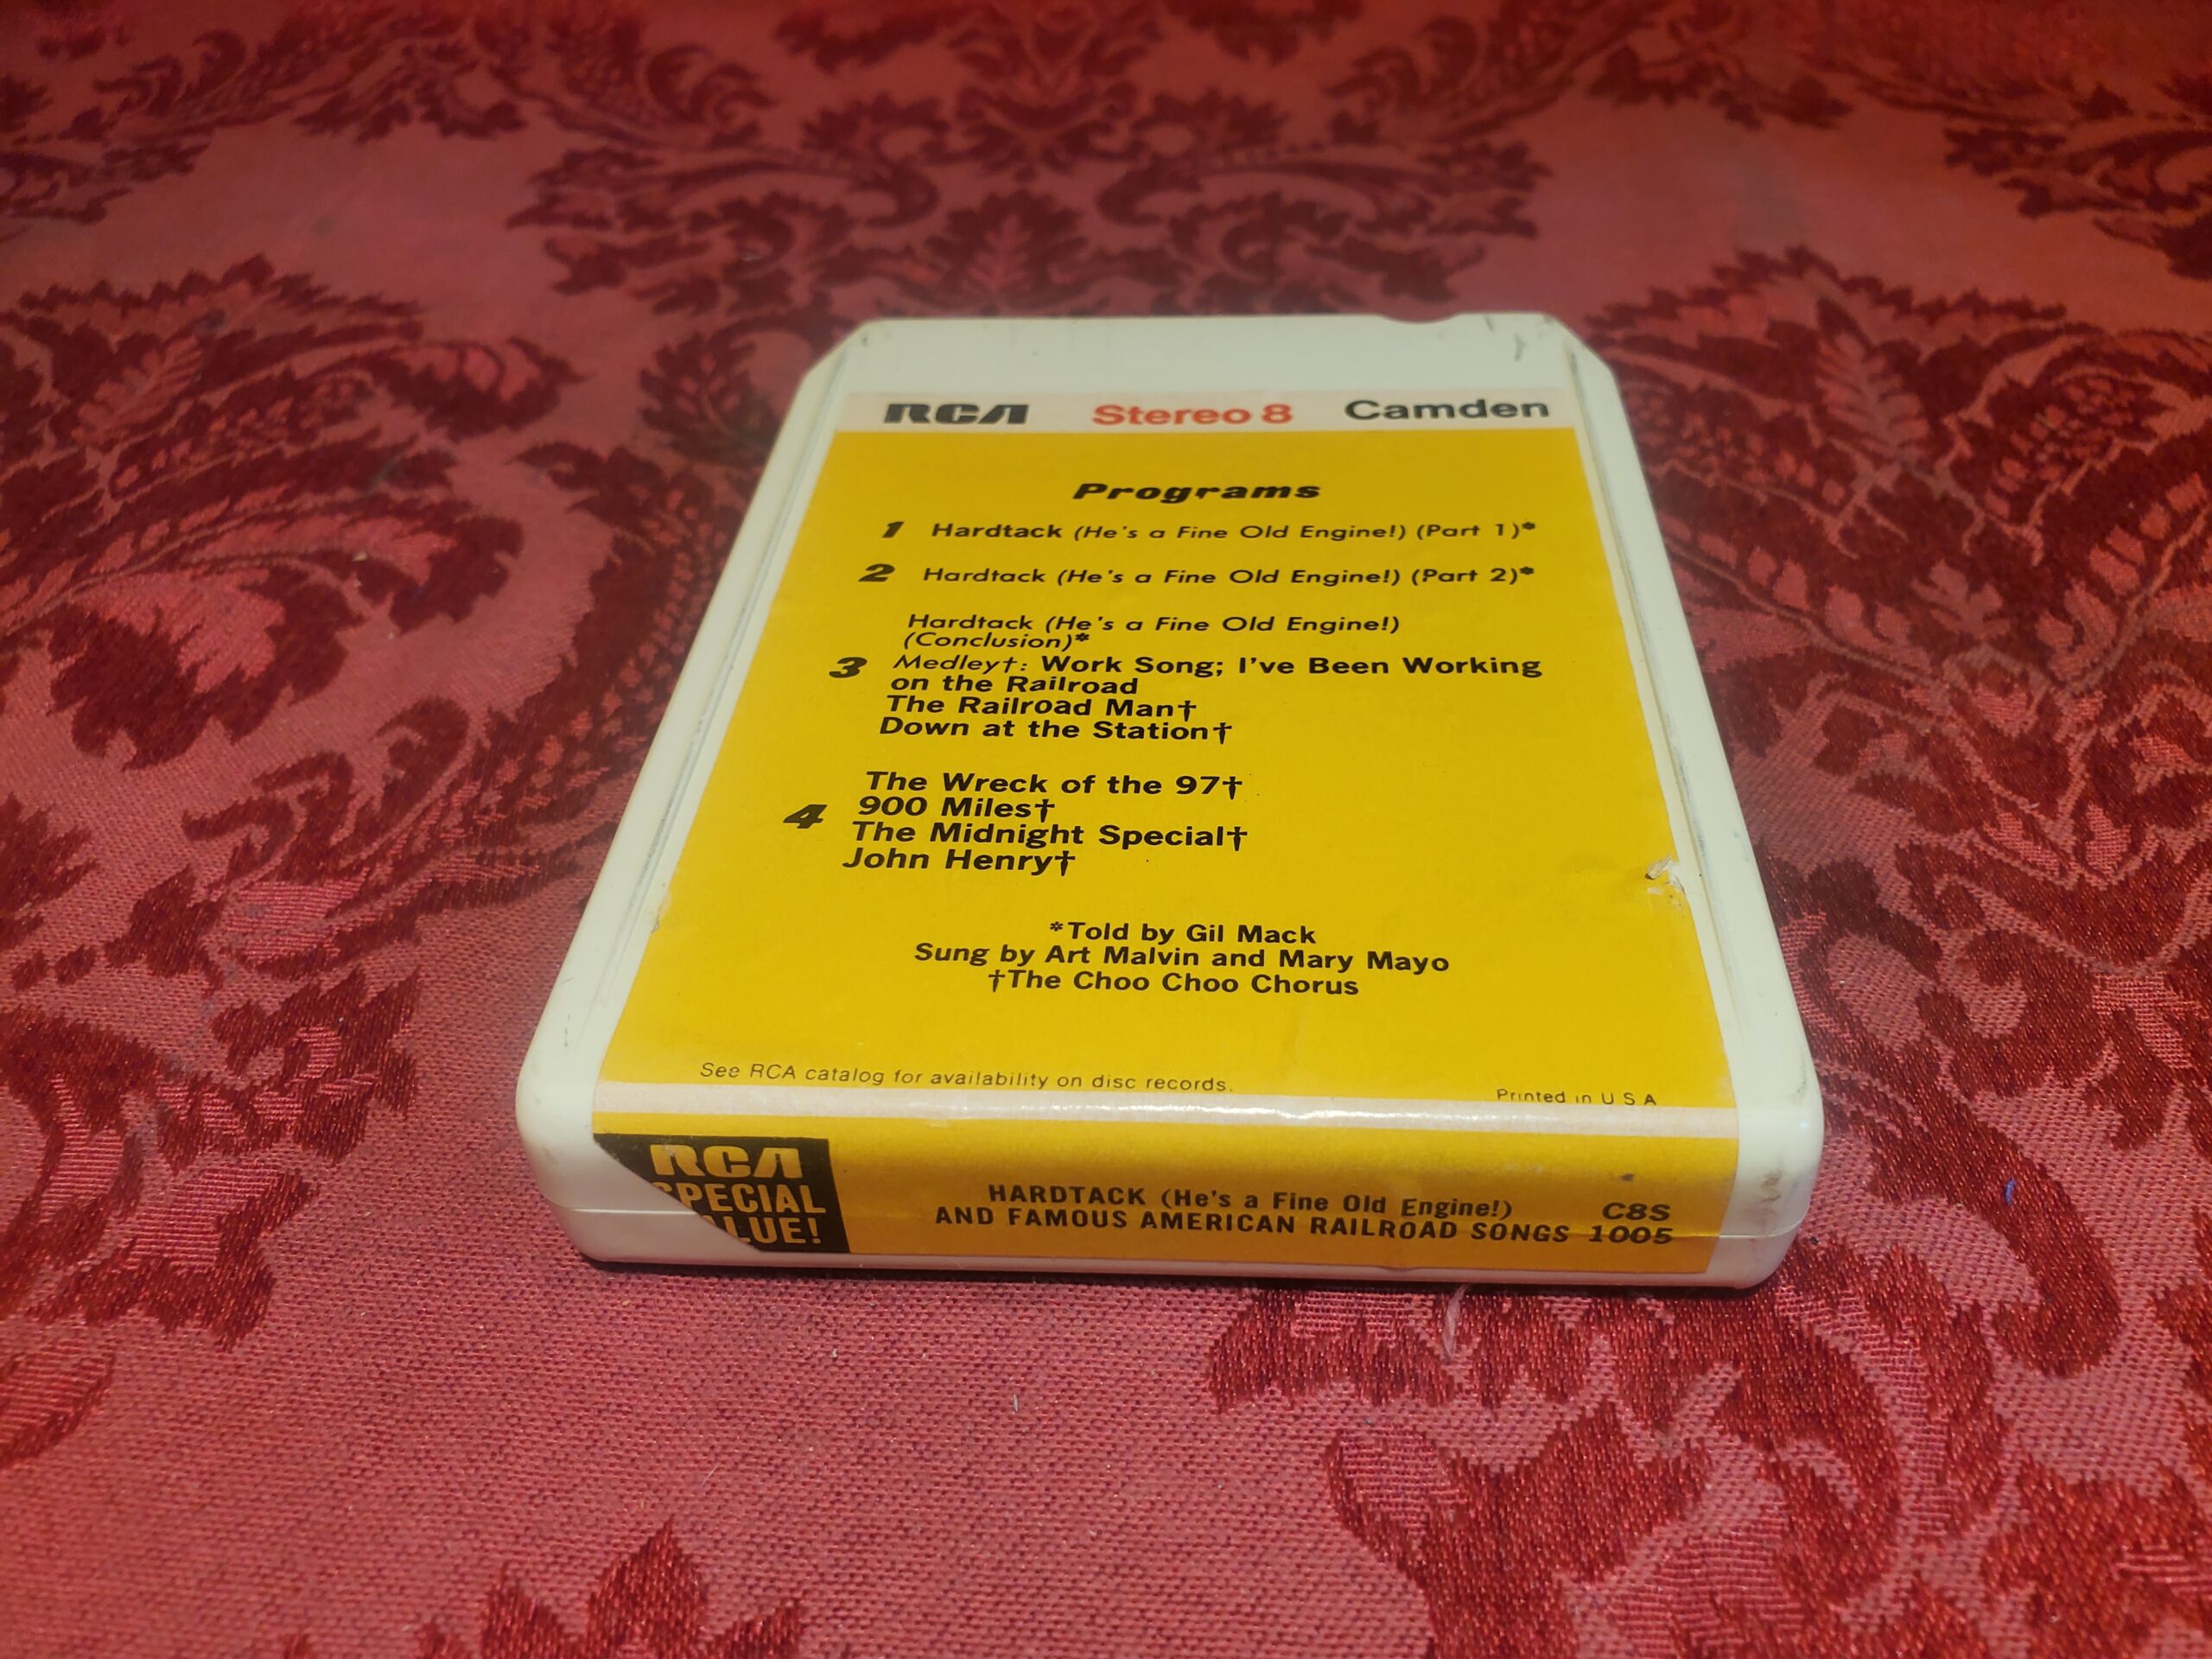 RCA Stereo 8 Camden
Programs
1 Hardtack (He's a Fine Old Engine!) (Part 1)*
2 Hardtack (He's a Fine Old Engine!) (Part 2)*
Hardtack (He's a Fine Old Engine!)
(Conclusion)*
3 Medley†: Work Song; I've Been Working
on the Railroad
The Railroad Man†
Down at the Station†
The Wreck of the 97†
4 900 Miles†
The Midnight Special†
John Henry†
*Told by Gil Mack
Sung by Art Malvin and Mary Mayo
†The Choo Choo Chorus
See RCA catalog for availability on disc records.
Printed in U S A
RCA
SPECIAL
LUE!
HARDTACK (He's a Fine Old Engine!) C8S
AND FAMOUS AMERICAN RAILROAD SONGS 1005